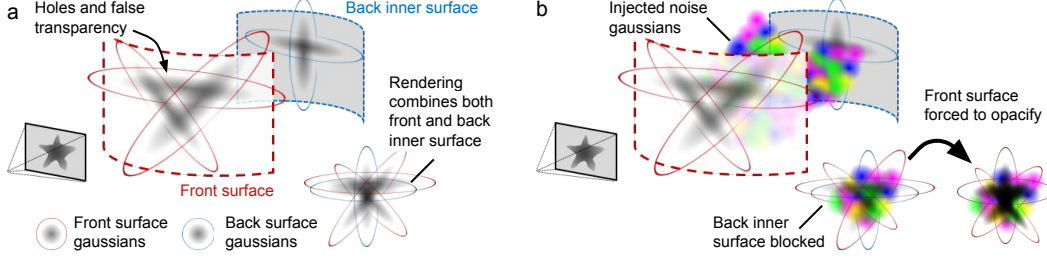 a
Holes and false
transparency
Back inner surface
Rendering
combines both
front and back
inner surface
Front surface
Front surface
gaussians
Back surface
gaussians
b
Injected noise
gaussians
Front surface
forced to opacify
Back inner
surface blocked